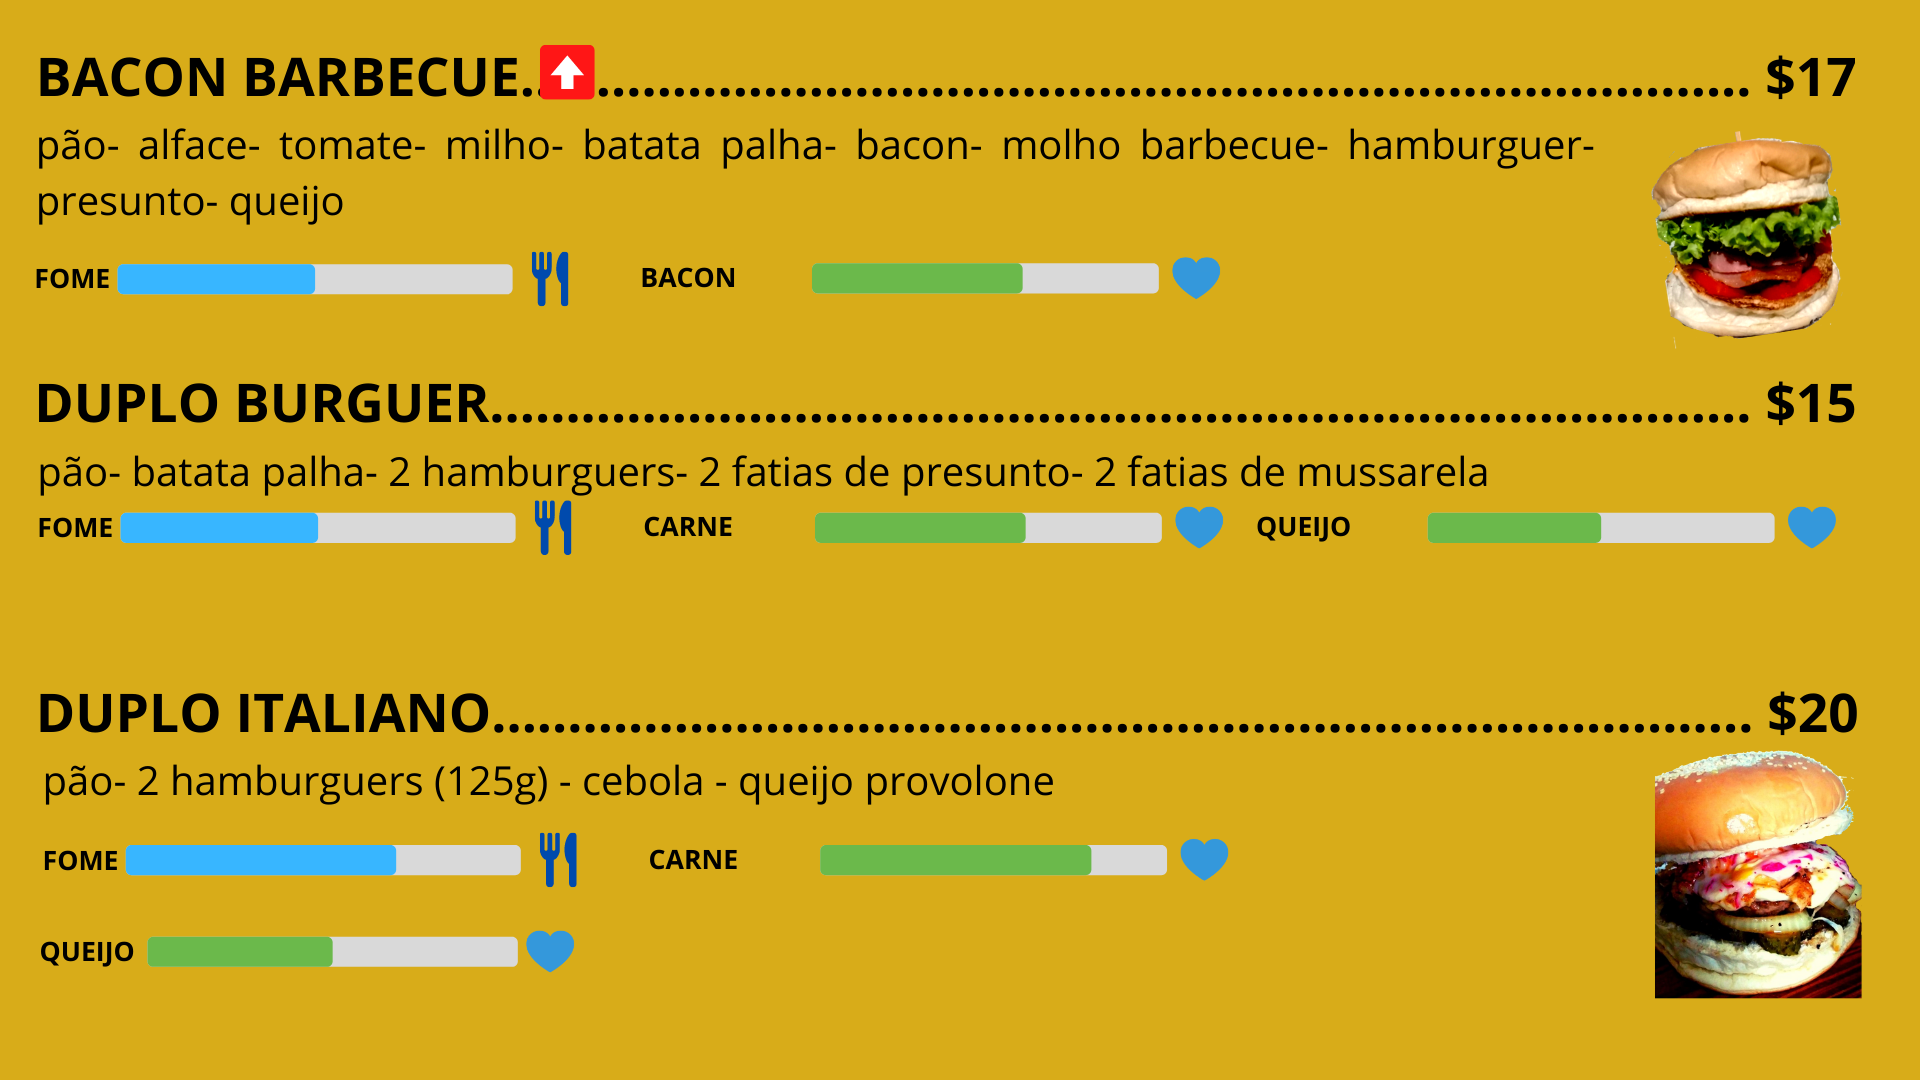 BACON BARBECUE................................................................................ $17
pão- alface- tomate- milho- batata palha- bacon- molho barbecue- hamburguer-
presunto- queijo
FOME BACON
DUPLO BURGUER................................................................................... $15
pão- batata palha- 2 hamburguers- 2 fatias de presunto- 2 fatias de mussarela
FOME CARNE QUEIJO
DUPLO ITALIANO................................................................................... $20
pão- 2 hamburguers (125g) - cebola - queijo provolone
FOME CARNE
QUEIJO